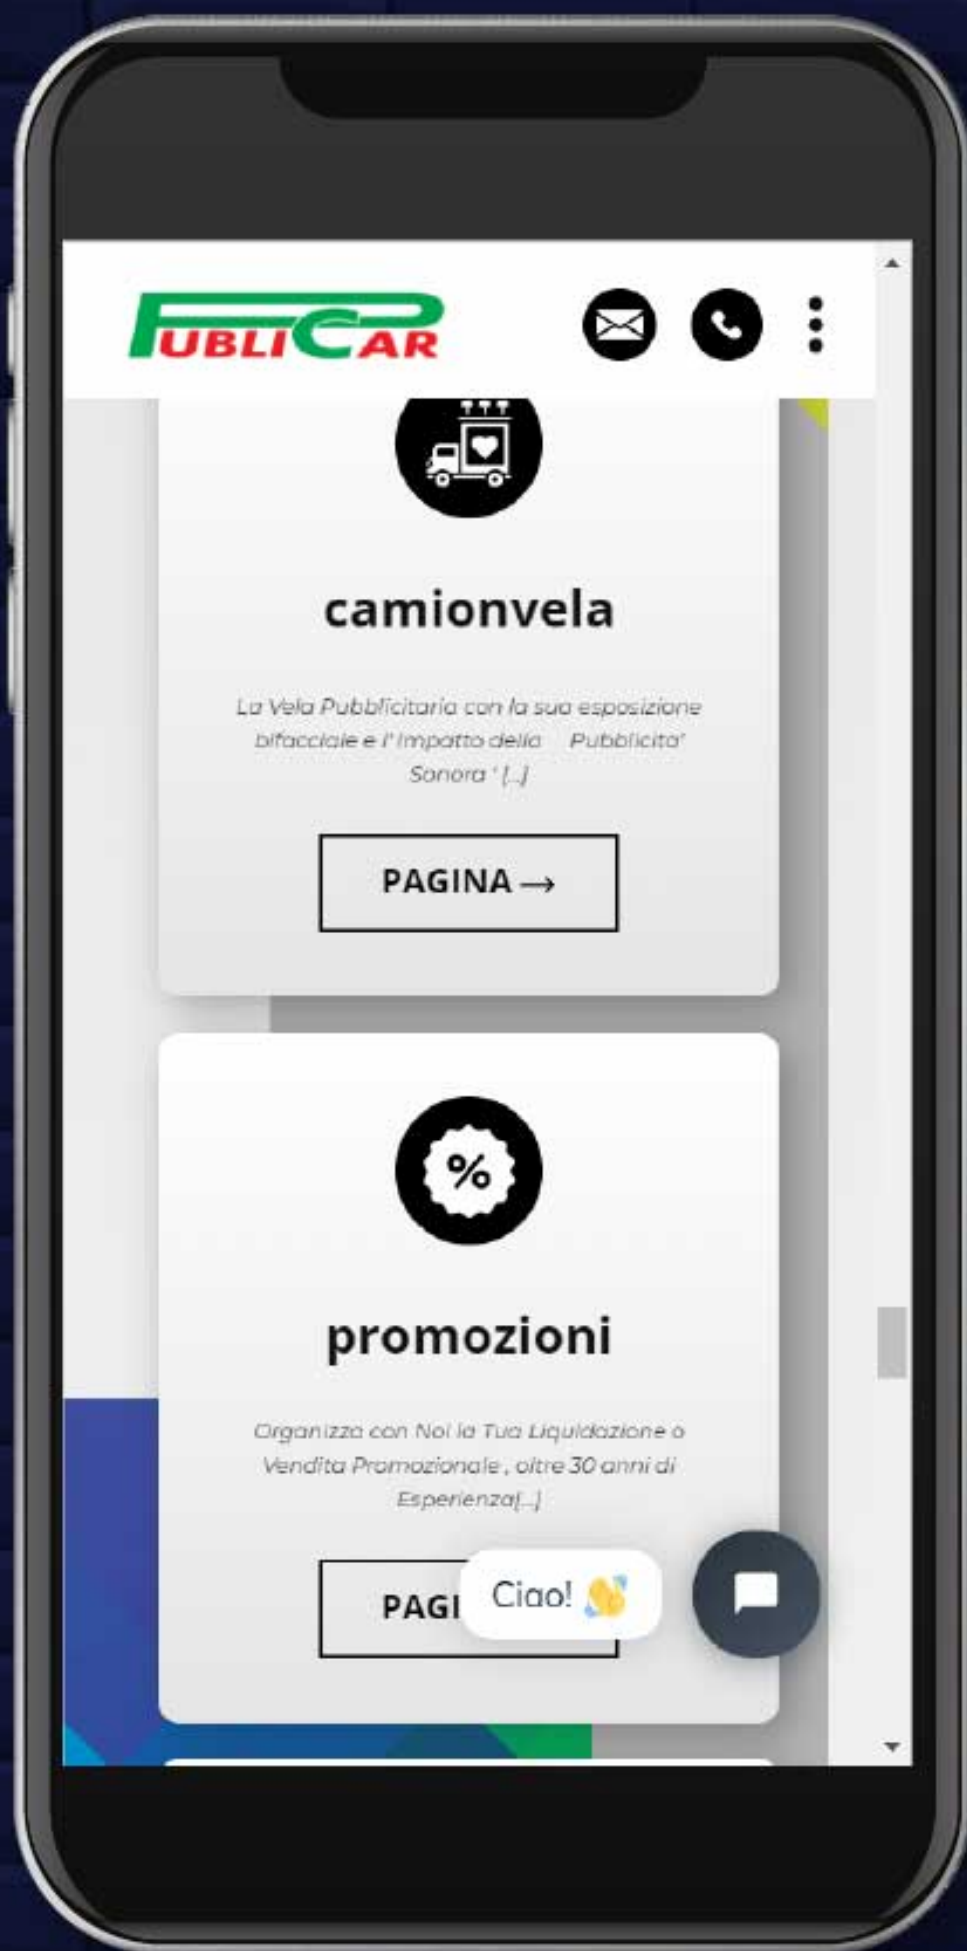 PUBLICAR
camionvela
La Vela Pubblicitaria con la sua esposizione
bifacciale e l' Impatto della Pubblicita'
Sonora ' [...]
PAGINA →
%
promozioni
Organizza con Noi la Tua Liquidazione o
Vendita Promozionale , oltre 30 anni di
Esperienza[...]
PAGI
Ciao! 👋